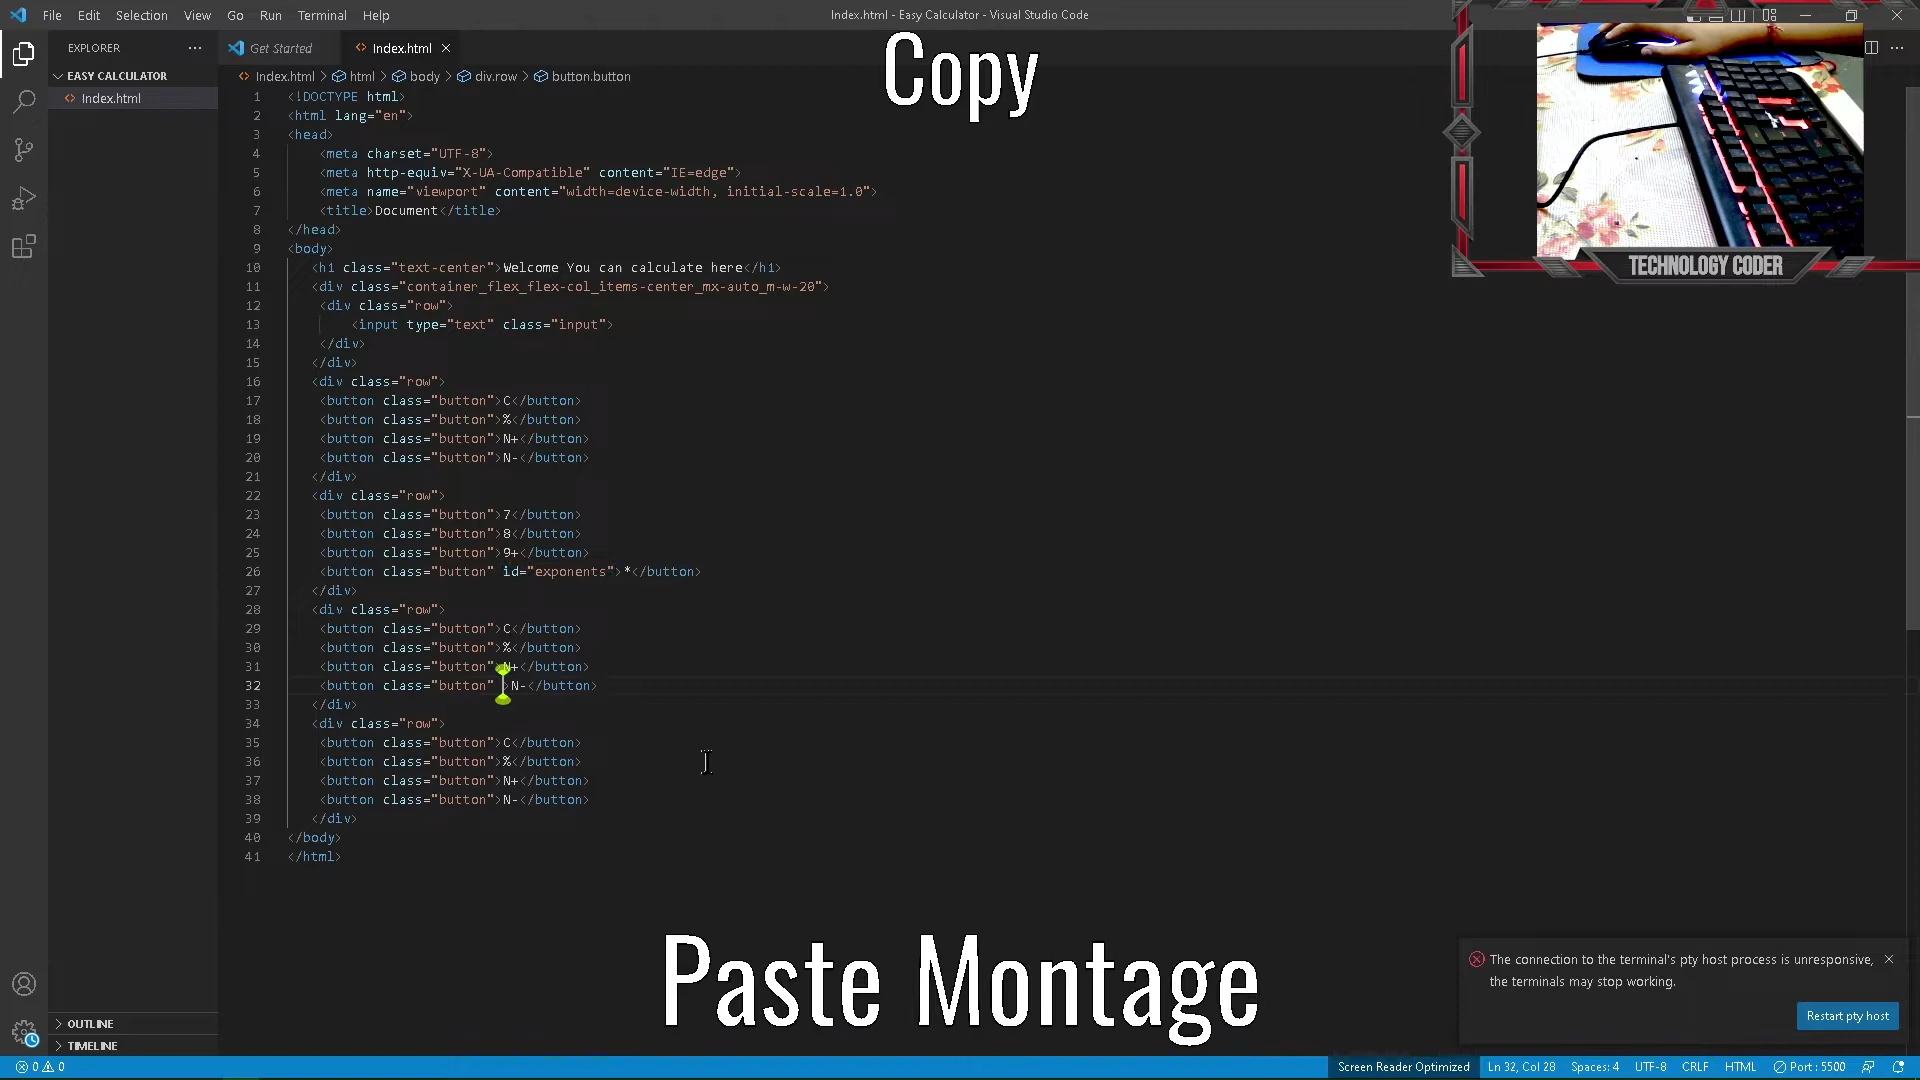 File Edit Selection View Go Run Terminal Help
Index.html - Easy Calculator - Visual Studio Code
EXPLORER
Get Started
Index.html
Copy
EASY CALCULATOR
Index.html > html > body > div.row > button.button
Index.html
1 <!DOCTYPE html>
2 <html lang="en">
3 <head>
4 <meta charset="UTF-8">
5 <meta http-equiv="X-UA-Compatible" content="IE=edge">
6 <meta name="viewport" content="width=device-width, initial-scale=1.0">
7 <title>Document</title>
8 </head>
9 <body>
10 <h1 class="text-center">Welcome You can calculate here</h1>
11 <div class="container_flex_flex-col_items-center_mx-auto_m-w-20">
12 <div class="row">
13 <input type="text" class="input">
14 </div>
15 </div>
16 <div class="row">
17 <button class="button">C</button>
18 <button class="button">%</button>
19 <button class="button">N+</button>
20 <button class="button">N-</button>
21 </div>
22 <div class="row">
23 <button class="button">7</button>
24 <button class="button">8</button>
25 <button class="button">9+</button>
26 <button class="button" id="exponents">*</button>
27 </div>
28 <div class="row">
29 <button class="button">C</button>
30 <button class="button">%</button>
31 <button class="button">N+</button>
32 <button class="button" >N-</button>
33 </div>
34 <div class="row">
35 <button class="button">C</button>
36 <button class="button">%</button>
37 <button class="button">N+</button>
38 <button class="button">N-</button>
39 </div>
40 </body>
41 </html>
TECHNOLOGY CODER
Paste Montage
The connection to the terminal's pty host process is unresponsive,
the terminals may stop working.
Restart pty host
OUTLINE
TIMELINE
0 0
Screen Reader Optimized Ln 32, Col 28 Spaces: 4 UTF-8 CRLF HTML Port : 5500